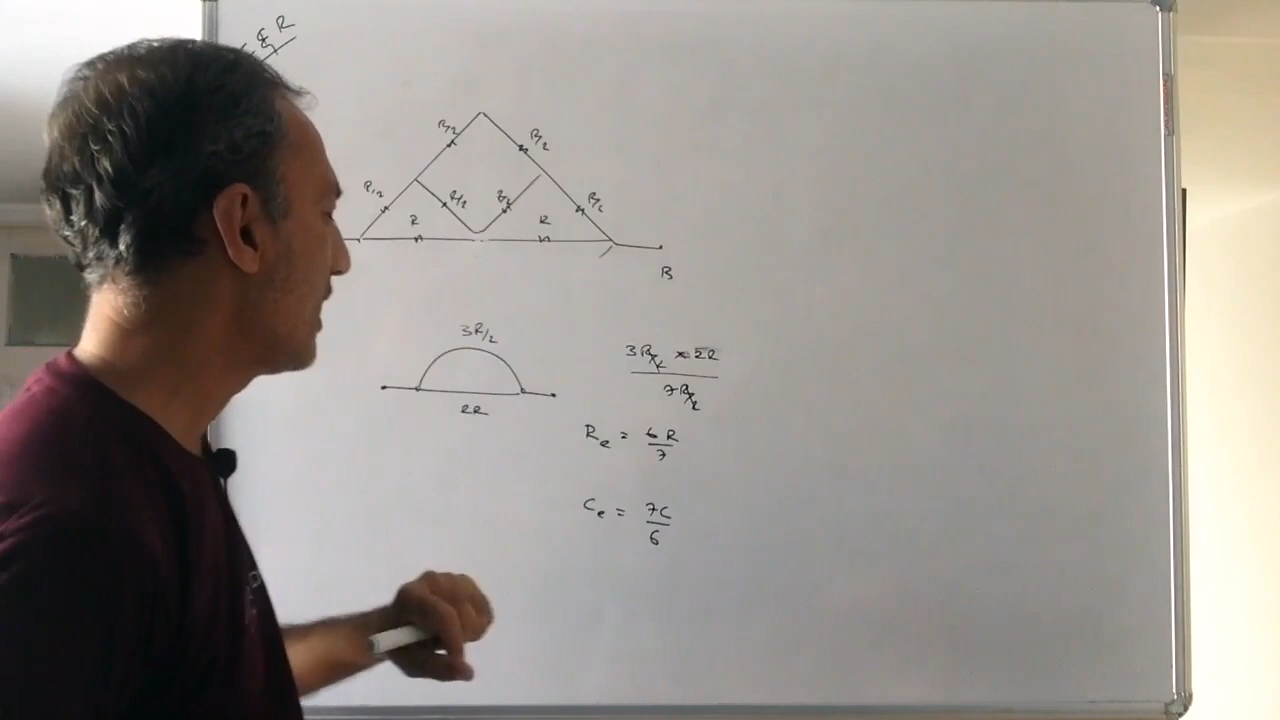 R
R/2 R/2
R/2 R/2 R/2 R/2
R R
B
3R/2
2R
3R/2 × 2R
7R/2
Re = 6R/7
Ce = 7C/6